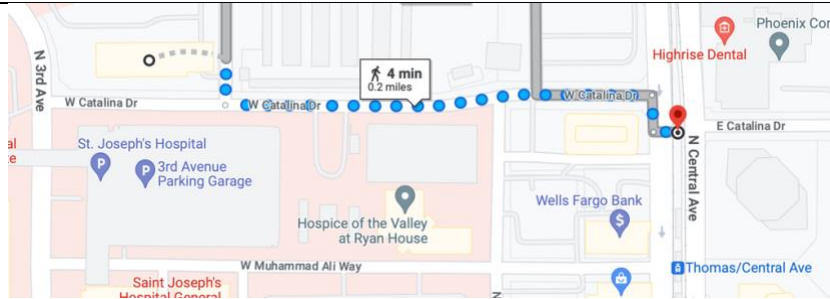 Phoenix Cor
Highrise Dental
N 3rd Ave
4 min
0.2 miles
W Catalina Dr
W Catalina Dr
W Catalina Dr
E Catalina Dr
al
St. Joseph's Hospital
P
P
3rd Avenue
Parking Garage
N Central Ave
Wells Fargo Bank
$
Hospice of the Valley
at Ryan House
W Muhammad Ali Way
Thomas/Central Ave
Saint Joseph's
Hospital General